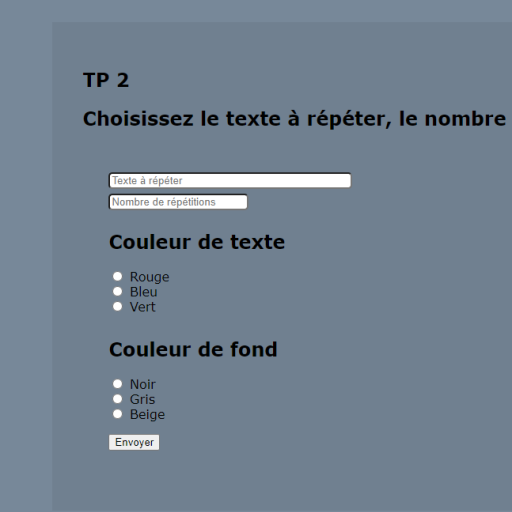 TP 2
Choisissez le texte à répéter, le nombre
Texte à répéter
Nombre de répétitions
Couleur de texte
Rouge
Bleu
Vert
Couleur de fond
Noir
Gris
Beige
Envoyer